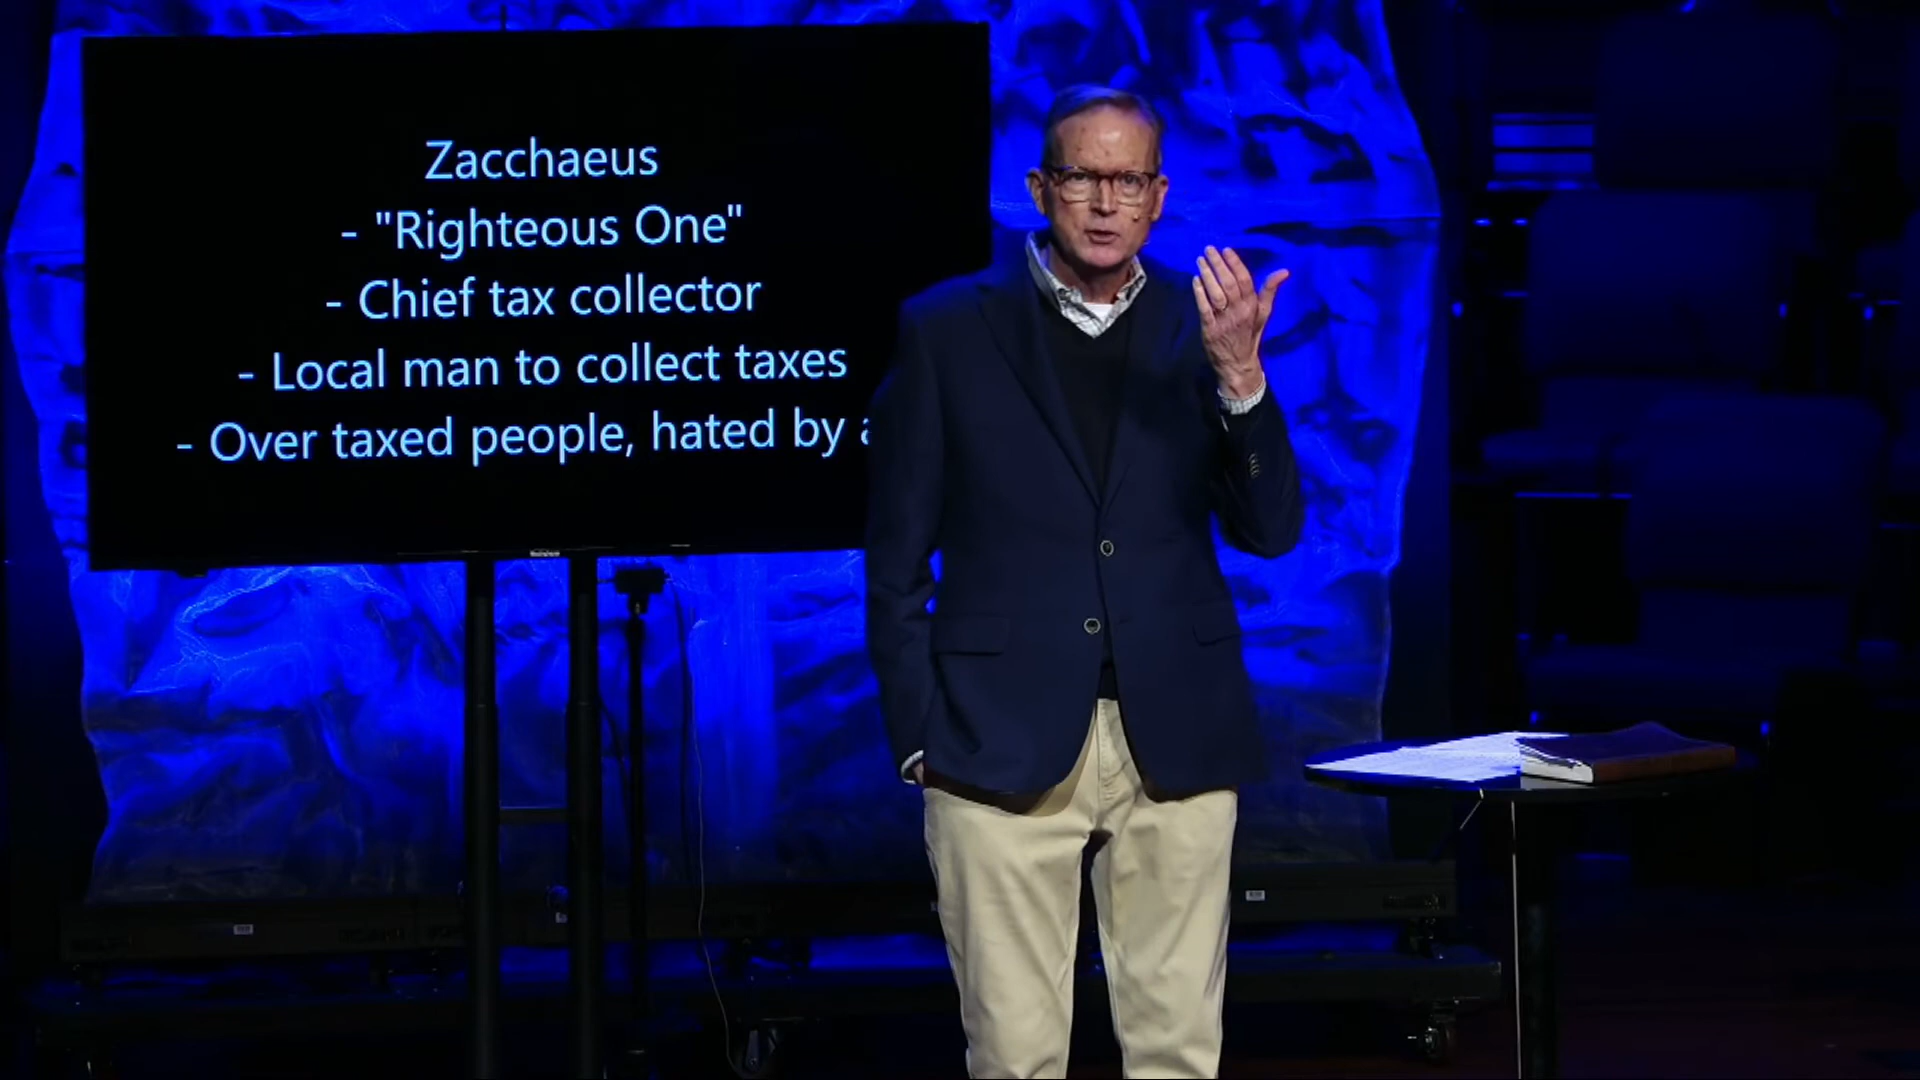 Zacchaeus
- "Righteous One"
- Chief tax collector
- Local man to collect taxes
- Over taxed people, hated by